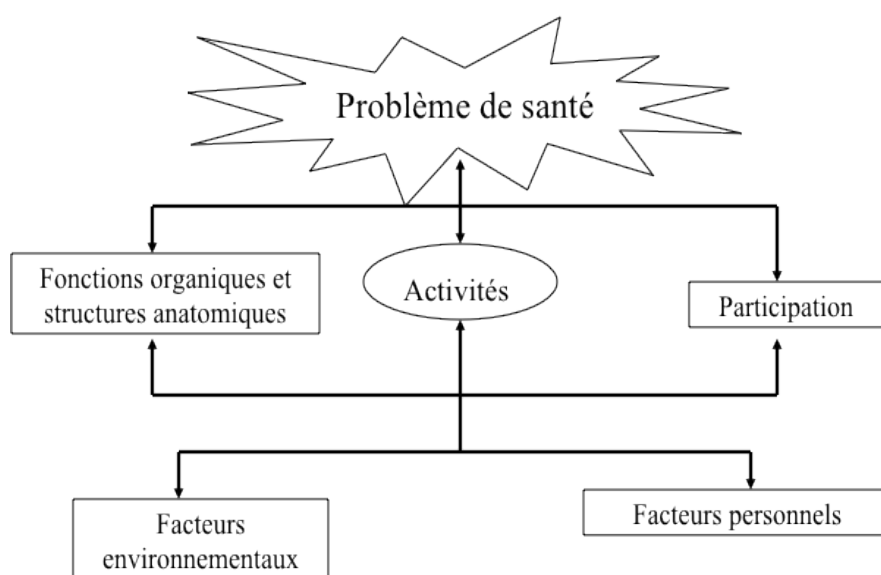 Problème de santé
Fonctions organiques et
structures anatomiques
Activités
Participation
Facteurs
environnementaux
Facteurs personnels